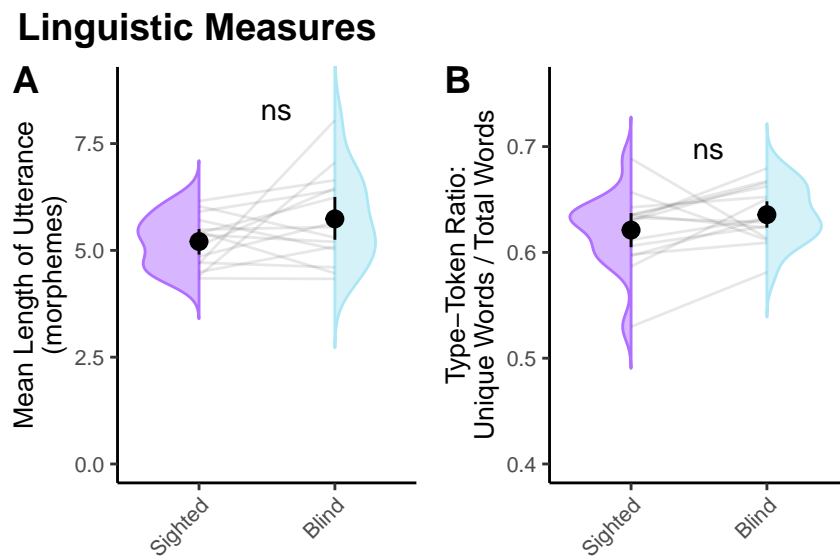 Linguistic Measures
A
Mean Length of Utterance
(morphemes)
7.5
5.0
2.5
0.0
ns
Sighted
Blind
B
Type−Token Ratio:
Unique Words / Total Words
0.7
0.6
0.5
0.4
ns
Sighted
Blind